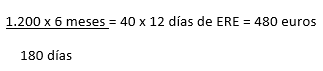 1.200 x 6 meses = 40 x 12 días de ERE = 480 euros
180 días